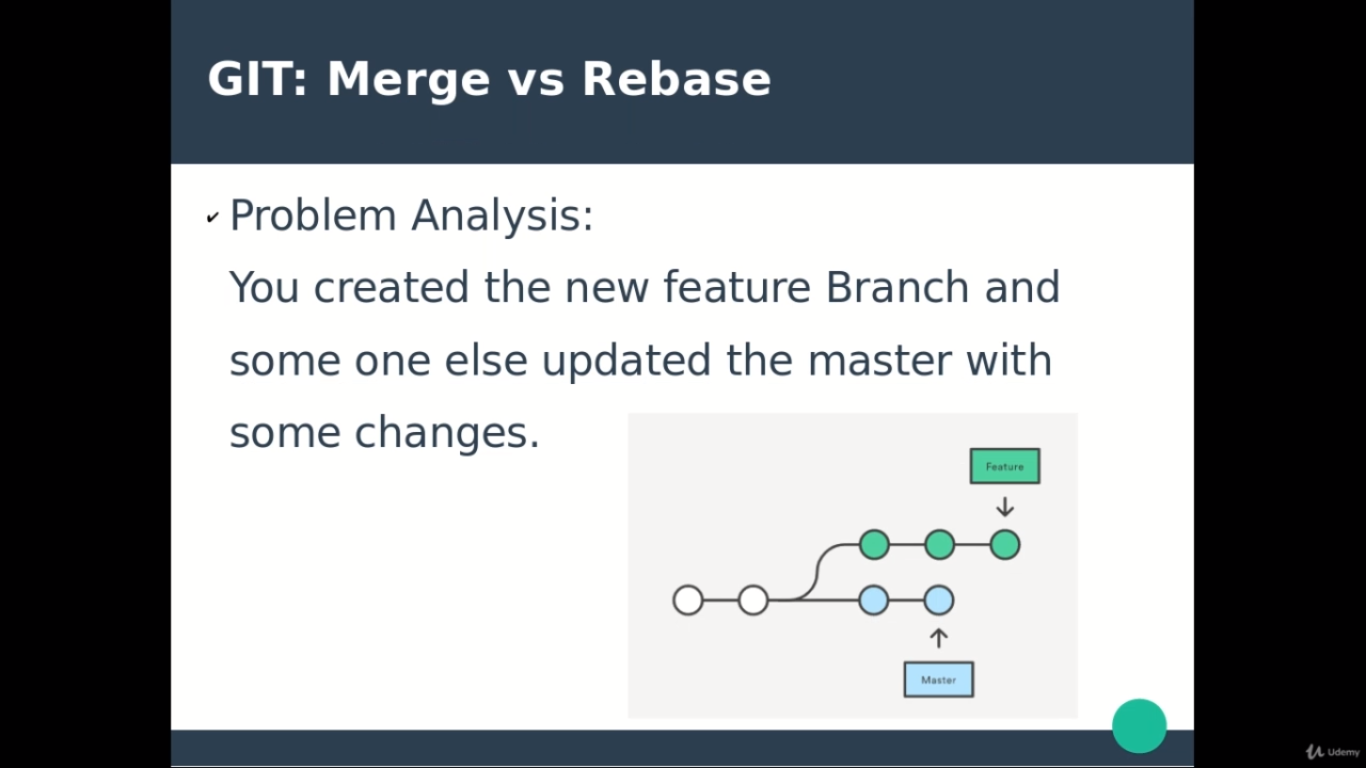 GIT: Merge vs Rebase
✔ Problem Analysis:
You created the new feature Branch and
some one else updated the master with
some changes.
Feature
Master
Udemy